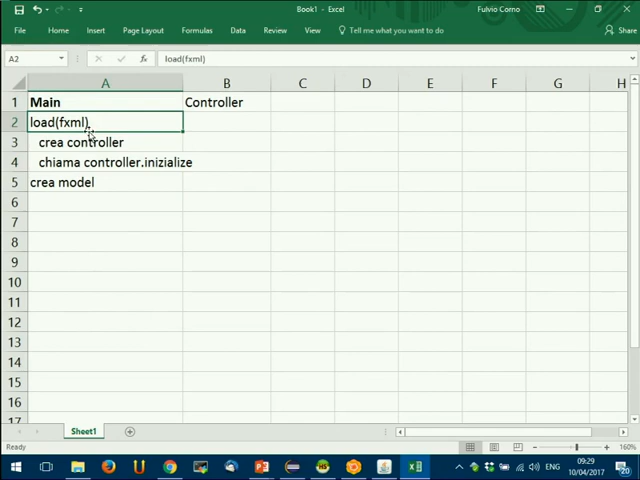 Book1 - Excel
Fulvio Corno
File
Home
Insert
Page Layout
Formulas
Data
Review
View
Tell me what you want to do
Share
A2
fx
load(fxml)
A
B
C
D
E
F
G
H
1
Main
Controller
2
load(fxml)
3
crea controller
4
chiama controller.inizialize
5
crea model
6
7
8
9
10
11
12
13
14
15
16
17
Sheet1
Ready
160%
ENG
09:29
10/04/2017
20